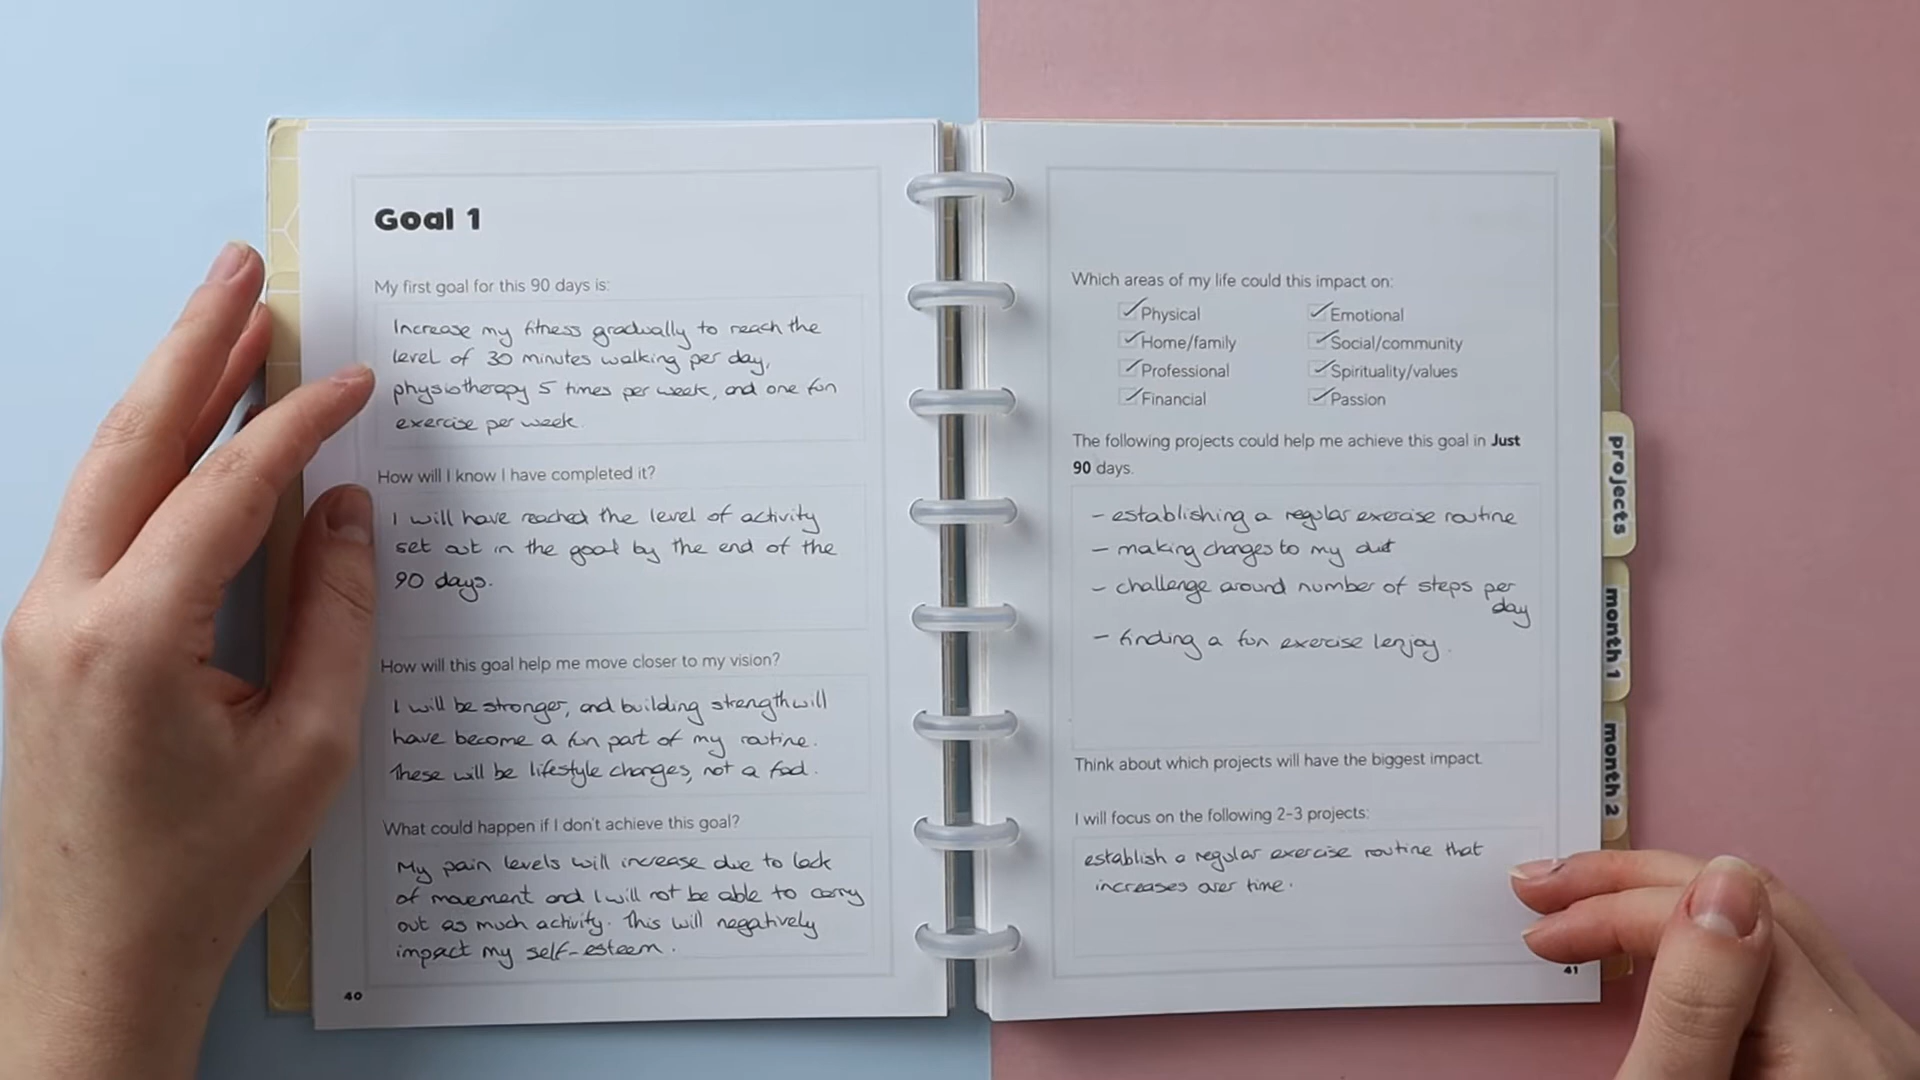 Goal 1
My first goal for this 90 days is:
Increase my fitness gradually to reach the
level of 30 minutes walking per day,
physiotherapy 5 times per week, and one fun
exercise per week.
How will I know I have completed it?
I will have reached the level of activity
set out in the goal by the end of the
90 days.
How will this goal help me move closer to my vision?
I will be stronger, and building strength will
have become a fun part of my routine.
These will be lifestyle changes, not a fad.
What could happen if I don't achieve this goal?
My pain levels will increase due to lack
of movement and I will not be able to carry
out as much activity. This will negatively
impact my self-esteem.
40
Which areas of my life could this impact on:
Physical Emotional
Home/family Social/community
Professional Spirituality/values
Financial Passion
The following projects could help me achieve this goal in Just
90 days.
- establishing a regular exercise routine
- making changes to my diet
- challenge around number of steps per
day
- finding a fun exercise I enjoy.
Think about which projects will have the biggest impact.
I will focus on the following 2-3 projects:
establish a regular exercise routine that
increases over time.
41
projects
month 1
month 2